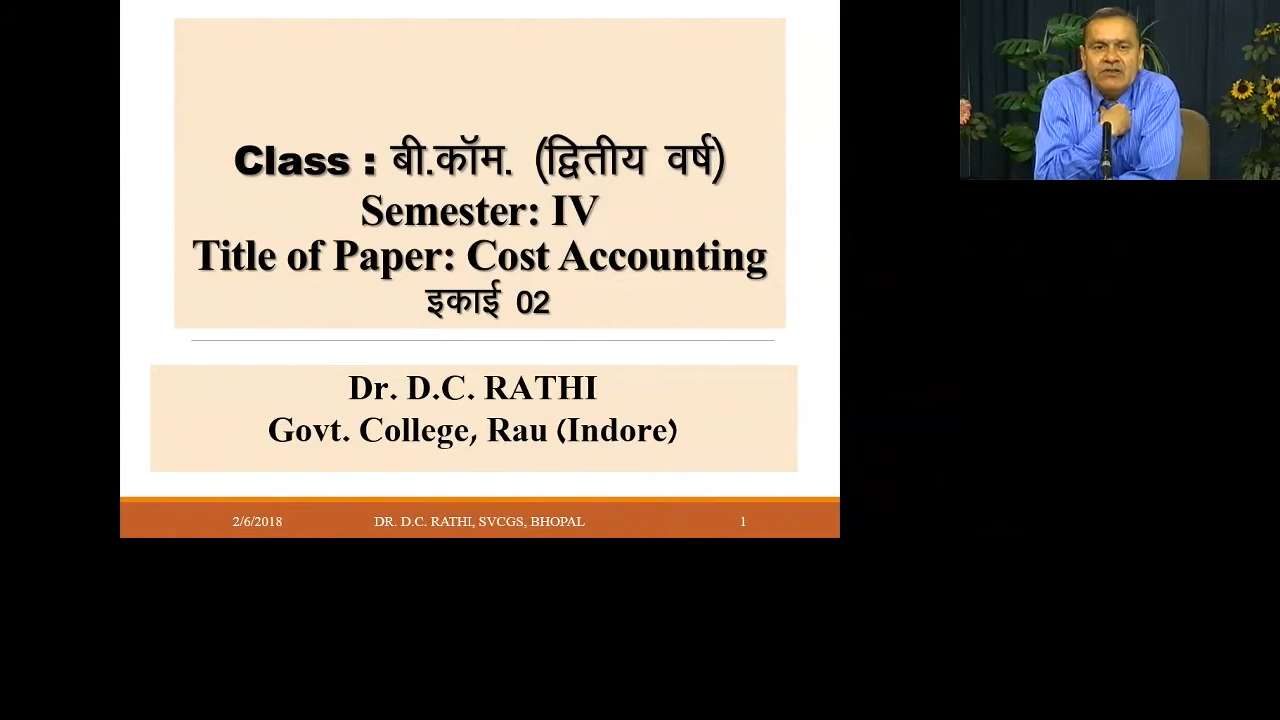 Class : बी.कॉम. (द्वितीय वर्ष)
Semester: IV
Title of Paper: Cost Accounting
इकाई 02
Dr. D.C. RATHI
Govt. College, Rau (Indore)
2/6/2018 DR. D.C. RATHI, SVCGS, BHOPAL 1